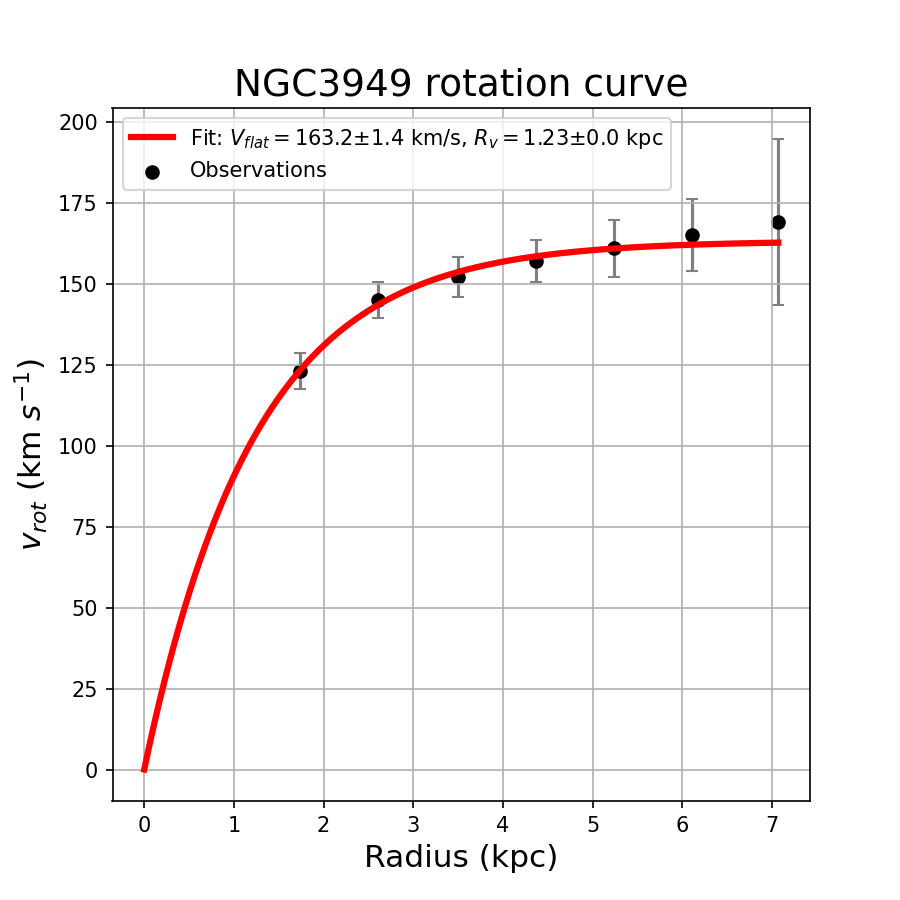 NGC3949 rotation curve
Fit: V_flat = 163.2±1.4 km/s, R_v = 1.23±0.0 kpc
Observations
200
175
150
125
100
75
50
25
0
v_rot (km s⁻¹)
0 1 2 3 4 5 6 7
Radius (kpc)